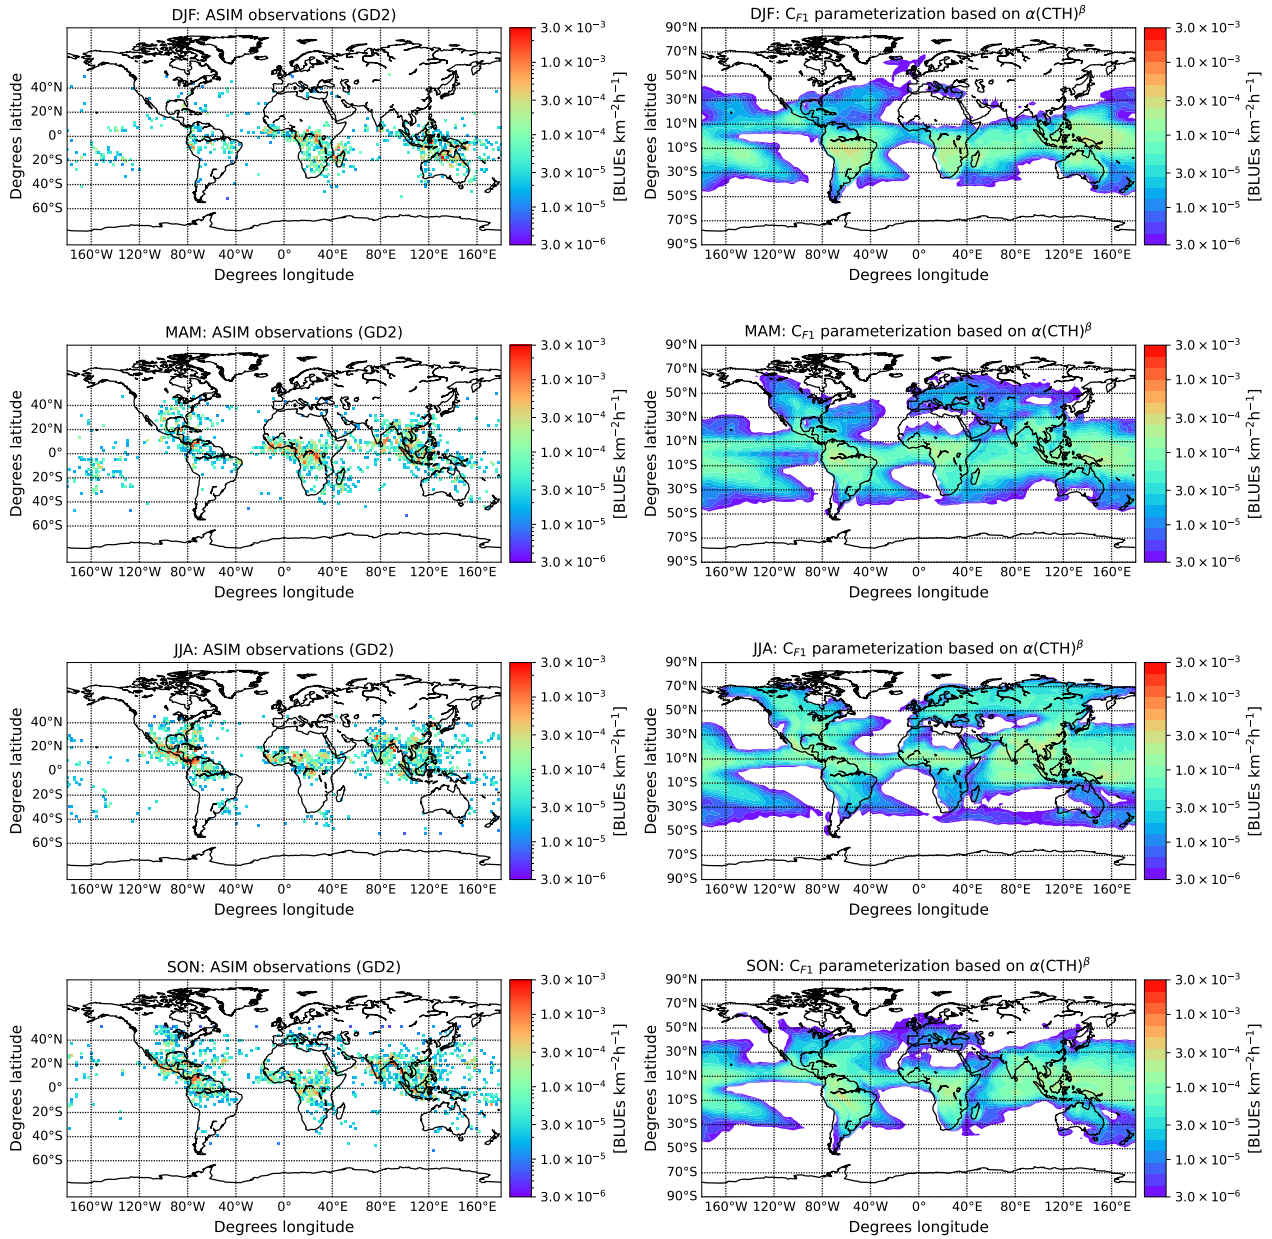 DJF: ASIM observations (GD2)
40°N
20°N
0°
20°S
40°S
60°S
160°W 120°W 80°W 40°W 0° 40°E 80°E 120°E 160°E
Degrees longitude
Degrees latitude
3.0 × 10⁻³
1.0 × 10⁻³
3.0 × 10⁻⁴
1.0 × 10⁻⁴
3.0 × 10⁻⁵
1.0 × 10⁻⁵
3.0 × 10⁻⁶
[BLUEs km⁻²h⁻¹]
DJF: C_F1 parameterization based on α(CTH)^β
90°N
70°N
50°N
30°N
10°N
10°S
30°S
50°S
70°S
90°S
160°W 120°W 80°W 40°W 0° 40°E 80°E 120°E 160°E
Degrees longitude
Degrees latitude
3.0 × 10⁻³
1.0 × 10⁻³
3.0 × 10⁻⁴
1.0 × 10⁻⁴
3.0 × 10⁻⁵
1.0 × 10⁻⁵
3.0 × 10⁻⁶
[BLUEs km⁻²h⁻¹]
MAM: ASIM observations (GD2)
40°N
20°N
0°
20°S
40°S
60°S
160°W 120°W 80°W 40°W 0° 40°E 80°E 120°E 160°E
Degrees longitude
Degrees latitude
3.0 × 10⁻³
1.0 × 10⁻³
3.0 × 10⁻⁴
1.0 × 10⁻⁴
3.0 × 10⁻⁵
1.0 × 10⁻⁵
3.0 × 10⁻⁶
[BLUEs km⁻²h⁻¹]
MAM: C_F1 parameterization based on α(CTH)^β
90°N
70°N
50°N
30°N
10°N
10°S
30°S
50°S
70°S
90°S
160°W 120°W 80°W 40°W 0° 40°E 80°E 120°E 160°E
Degrees longitude
Degrees latitude
3.0 × 10⁻³
1.0 × 10⁻³
3.0 × 10⁻⁴
1.0 × 10⁻⁴
3.0 × 10⁻⁵
1.0 × 10⁻⁵
3.0 × 10⁻⁶
[BLUEs km⁻²h⁻¹]
JJA: ASIM observations (GD2)
40°N
20°N
0°
20°S
40°S
60°S
160°W 120°W 80°W 40°W 0° 40°E 80°E 120°E 160°E
Degrees longitude
Degrees latitude
3.0 × 10⁻³
1.0 × 10⁻³
3.0 × 10⁻⁴
1.0 × 10⁻⁴
3.0 × 10⁻⁵
1.0 × 10⁻⁵
3.0 × 10⁻⁶
[BLUEs km⁻²h⁻¹]
JJA: C_F1 parameterization based on α(CTH)^β
90°N
70°N
50°N
30°N
10°N
10°S
30°S
50°S
70°S
90°S
160°W 120°W 80°W 40°W 0° 40°E 80°E 120°E 160°E
Degrees longitude
Degrees latitude
3.0 × 10⁻³
1.0 × 10⁻³
3.0 × 10⁻⁴
1.0 × 10⁻⁴
3.0 × 10⁻⁵
1.0 × 10⁻⁵
3.0 × 10⁻⁶
[BLUEs km⁻²h⁻¹]
SON: ASIM observations (GD2)
40°N
20°N
0°
20°S
40°S
60°S
160°W 120°W 80°W 40°W 0° 40°E 80°E 120°E 160°E
Degrees longitude
Degrees latitude
3.0 × 10⁻³
1.0 × 10⁻³
3.0 × 10⁻⁴
1.0 × 10⁻⁴
3.0 × 10⁻⁵
1.0 × 10⁻⁵
3.0 × 10⁻⁶
[BLUEs km⁻²h⁻¹]
SON: C_F1 parameterization based on α(CTH)^β
90°N
70°N
50°N
30°N
10°N
10°S
30°S
50°S
70°S
90°S
160°W 120°W 80°W 40°W 0° 40°E 80°E 120°E 160°E
Degrees longitude
Degrees latitude
3.0 × 10⁻³
1.0 × 10⁻³
3.0 × 10⁻⁴
1.0 × 10⁻⁴
3.0 × 10⁻⁵
1.0 × 10⁻⁵
3.0 × 10⁻⁶
[BLUEs km⁻²h⁻¹]